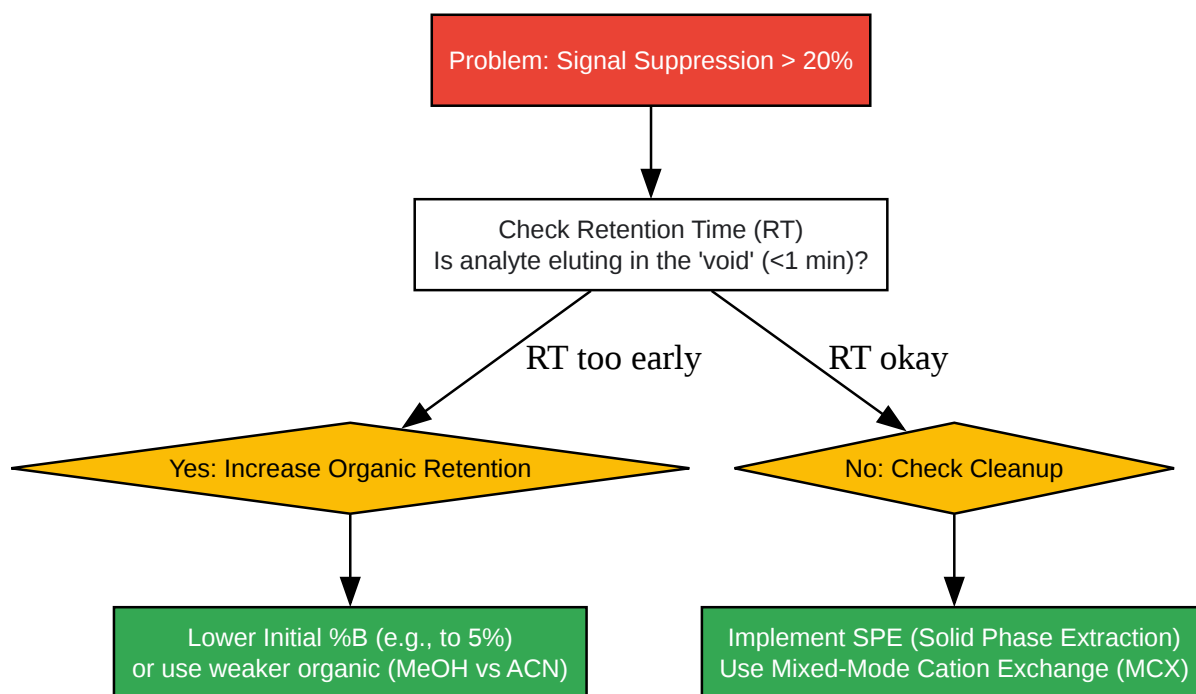 Problem: Signal Suppression > 20%
Check Retention Time (RT)
Is analyte eluting in the 'void' (<1 min)?
RT too early
RT okay
Yes: Increase Organic Retention
No: Check Cleanup
Lower Initial %B (e.g., to 5%)
or use weaker organic (MeOH vs ACN)
Implement SPE (Solid Phase Extraction)
Use Mixed-Mode Cation Exchange (MCX)